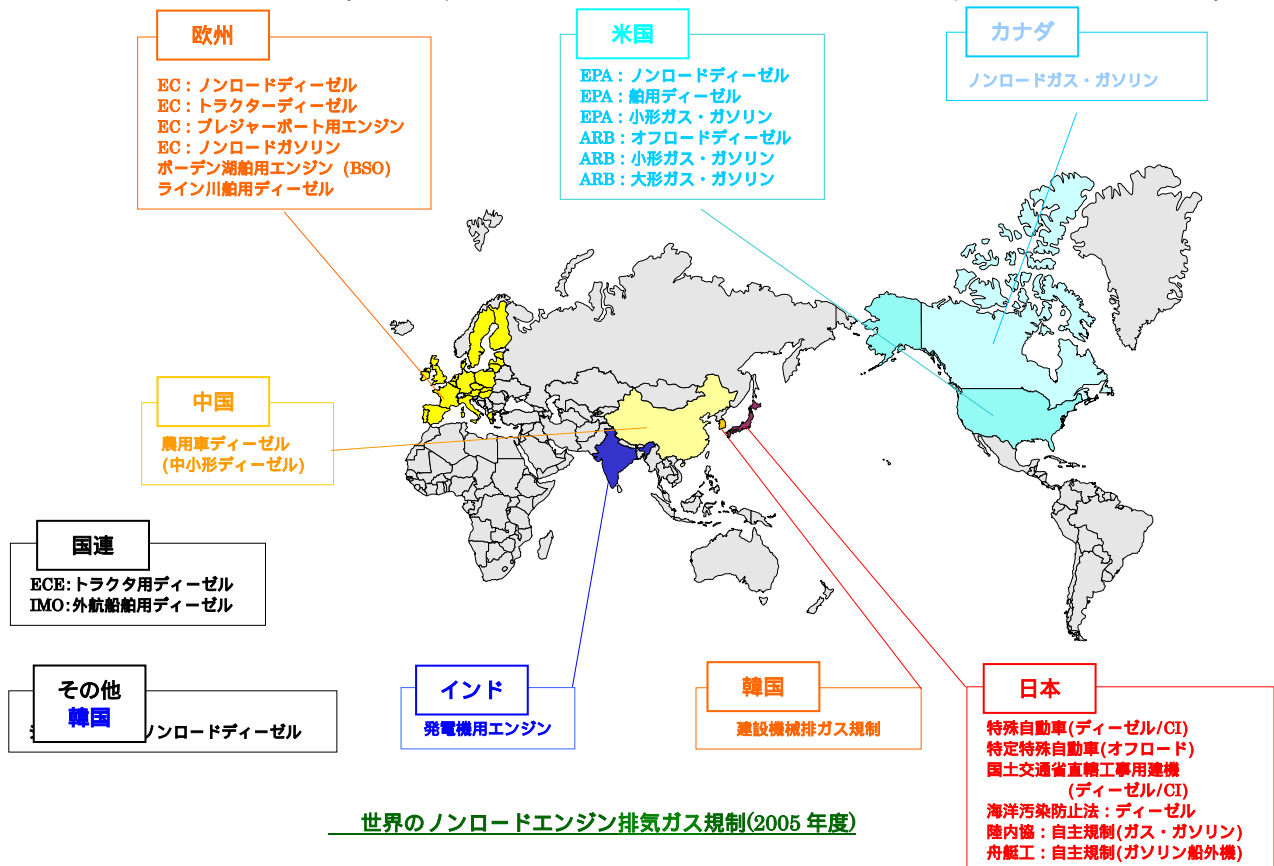 欧州
EC：ノンロードディーゼル
EC：トラクターディーゼル
EC：プレジャーボート用エンジン
EC：ノンロードガソリン
ボーデン湖舶用エンジン (BSO)
ライン川舶用ディーゼル
米国
EPA：ノンロードディーゼル
EPA：舶用ディーゼル
EPA：小形ガス・ガソリン
ARB：オフロードディーゼル
ARB：小形ガス・ガソリン
ARB：大形ガス・ガソリン
カナダ
ノンロードガス・ガソリン
中国
農用車ディーゼル
(中小形ディーゼル)
国連
ECE:トラクタ用ディーゼル
IMO:外航船舶用ディーゼル
その他
韓国
ノンロードディーゼル
インド
発電機用エンジン
韓国
建設機械排ガス規制
日本
特殊自動車(ディーゼル/CI)
特定特殊自動車(オフロード)
国土交通省直轄工事用建機
(ディーゼル/CI)
海洋汚染防止法：ディーゼル
陸内協：自主規制(ガス・ガソリン)
舟艇工：自主規制(ガソリン船外機)
世界のノンロードエンジン排気ガス規制(2005 年度)